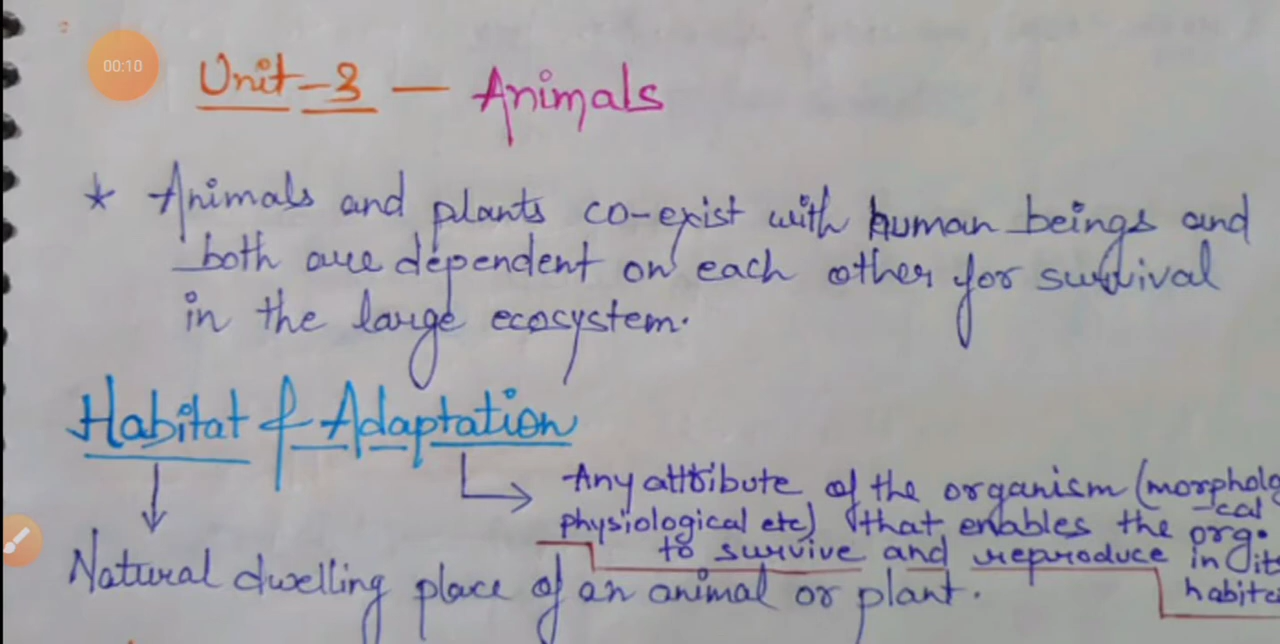 00:10
Unit-3 — Animals
* Animals and plants co-exist with human beings and
both are dependent on each other for survival
in the large ecosystem.
Habitat & Adaptation
Any attribute of the organism (morpholog
-cal
physiological etc) that enables the org.
to survive and reproduce in its
habita
Natural dwelling place of an animal or plant.